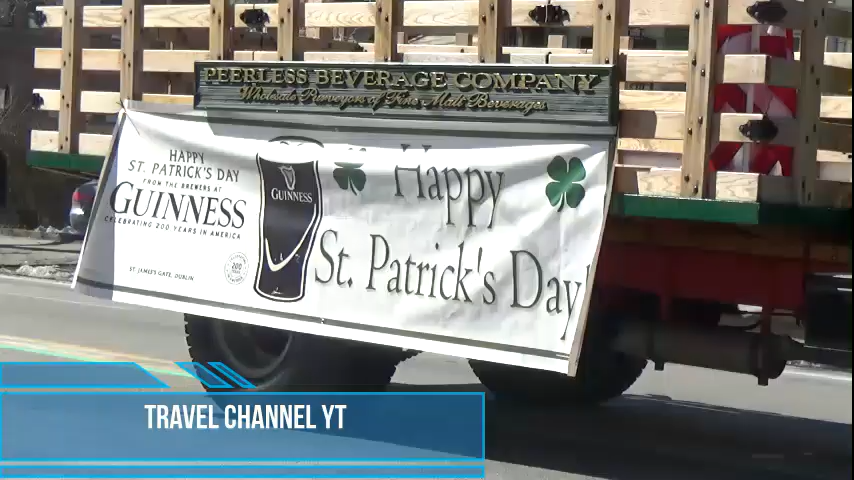 PEERLESS BEVERAGE COMPANY
Wholesale Purveyors of Fine Malt Beverages
HAPPY
ST. PATRICK'S DAY
FROM THE BREWERS AT
GUINNESS
CELEBRATING 200 YEARS IN AMERICA
ST. JAMES'S GATE, DUBLIN
200
GUINNESS
Happy
St. Patrick's Day
TRAVEL CHANNEL YT